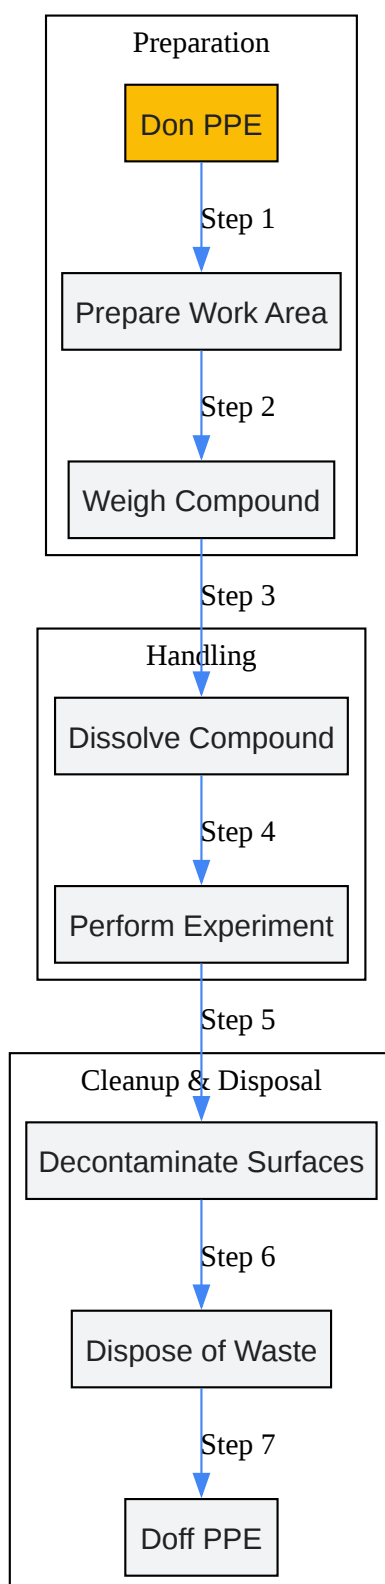 Preparation
Don PPE
Step 1
Prepare Work Area
Step 2
Weigh Compound
Step 3
Handling
Dissolve Compound
Step 4
Perform Experiment
Step 5
Cleanup & Disposal
Decontaminate Surfaces
Step 6
Dispose of Waste
Step 7
Doff PPE